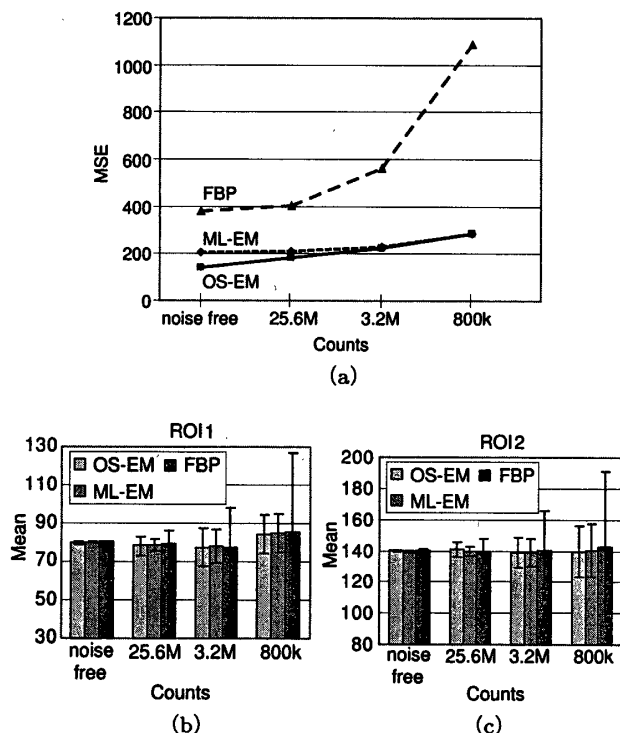 1200
1000
800
600
400
200
0
MSE
FBP
ML-EM
OS-EM
noise free 25.6M 3.2M 800k
Counts
(a)
ROI1
130
110
90
70
50
30
Mean
OS-EM FBP
ML-EM
noise free 25.6M 3.2M 800k
Counts
(b)
ROI2
200
180
160
140
120
100
80
Mean
OS-EM FBP
ML-EM
noise free 25.6M 3.2M 800k
Counts
(c)